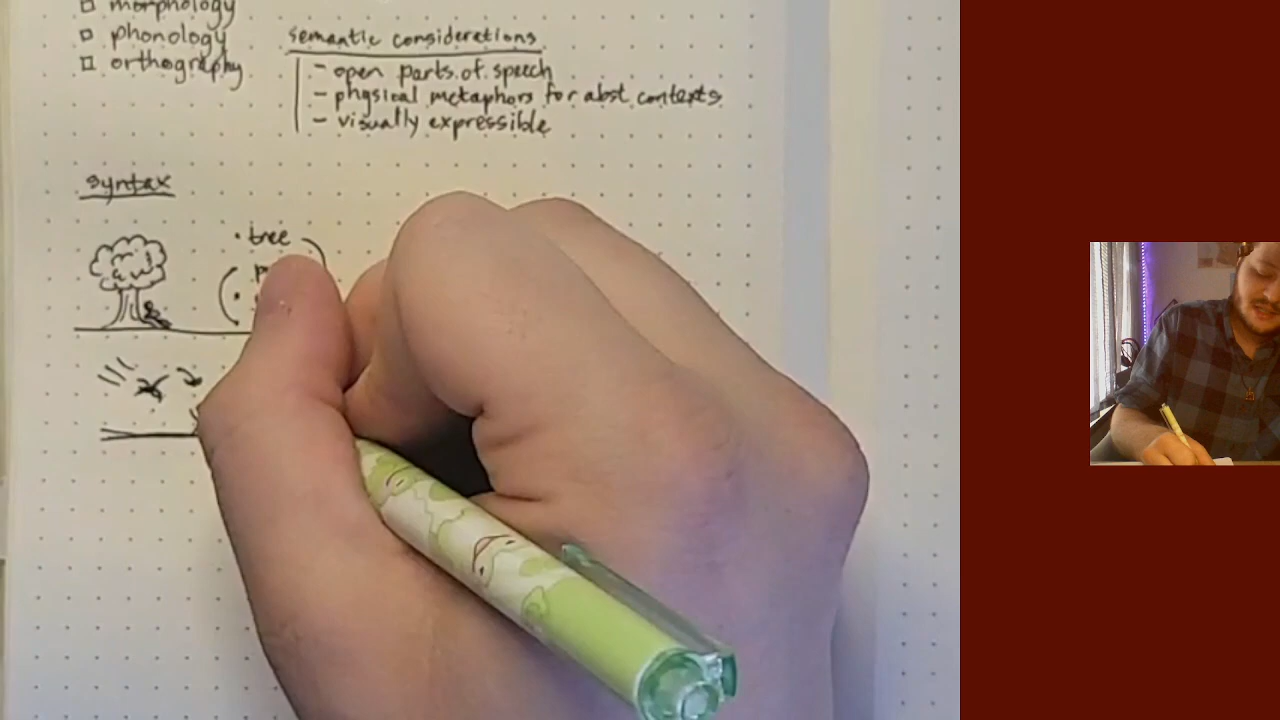 morphology
phonology
orthography
semantic considerations
- open parts of speech
- physical metaphors for abst contexts
- visually expressible
syntax
• tree